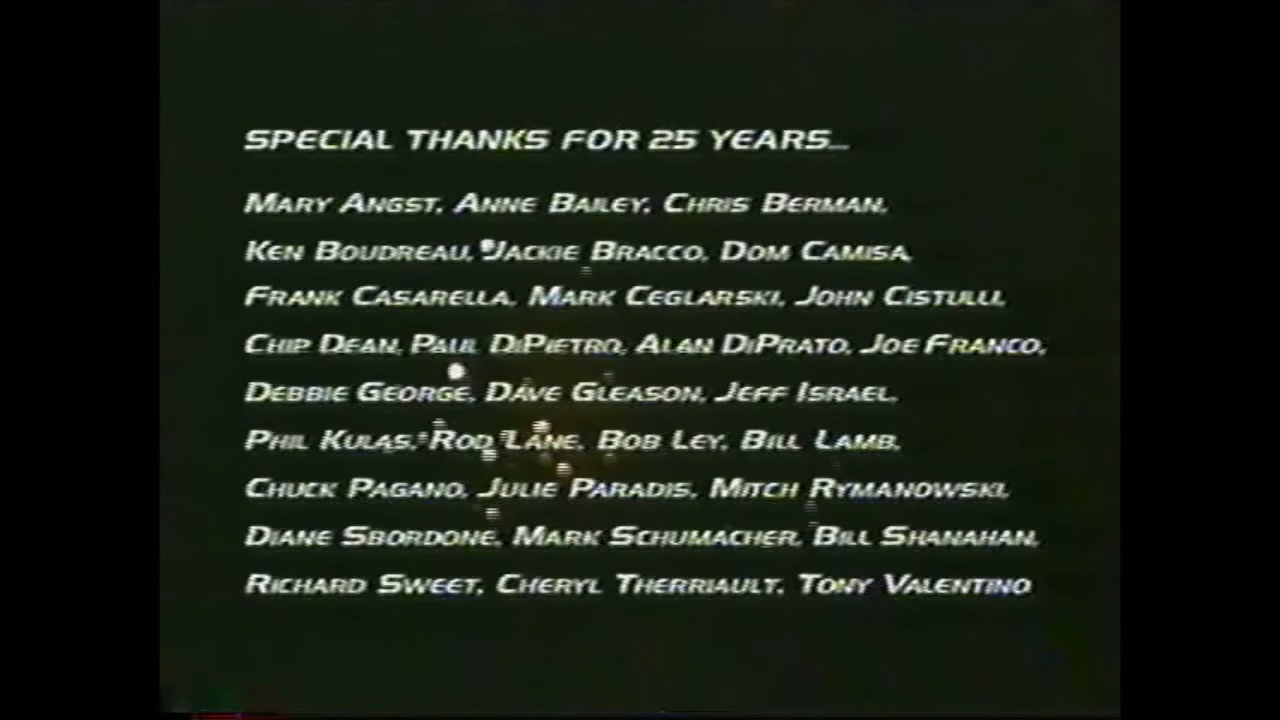 SPECIAL THANKS FOR 25 YEARS...
MARY ANGST, ANNE BAILEY, CHRIS BERMAN,
KEN BOUDREAU, JACKIE BRACCO, DOM CAMISA,
FRANK CASARELLA, MARK CEGLARSKI, JOHN CISTULLI,
CHIP DEAN, PAUL DIPIETRO, ALAN DIPRATO, JOE FRANCO,
DEBBIE GEORGE, DAVE GLEASON, JEFF ISRAEL,
PHIL KULAS, ROD LANE, BOB LEY, BILL LAMB,
CHUCK PAGANO, JULIE PARADIS, MITCH RYMANOWSKI,
DIANE SBORDONE, MARK SCHUMACHER, BILL SHANAHAN,
RICHARD SWEET, CHERYL THERRIAULT, TONY VALENTINO